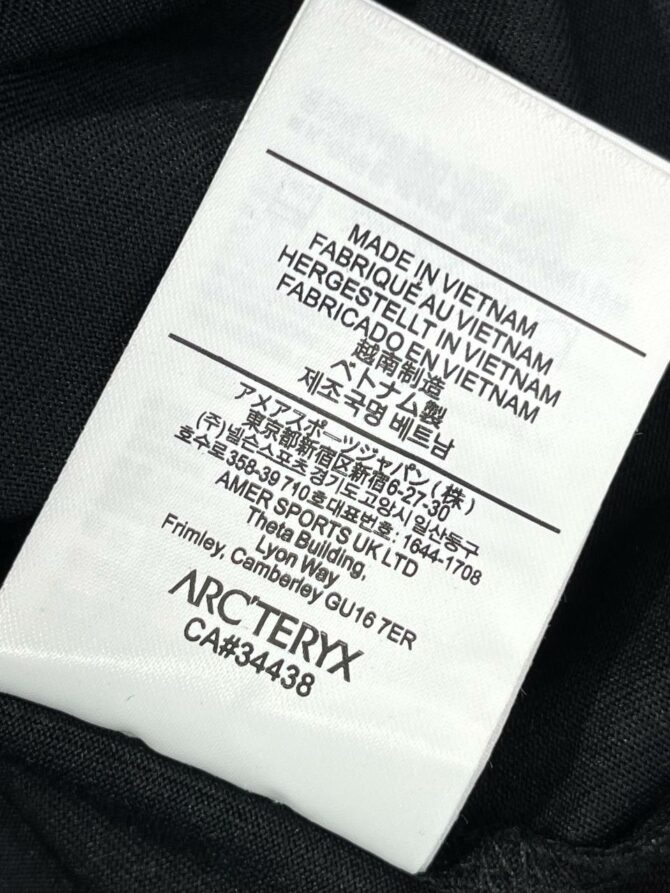 MADE IN VIETNAM
FABRIQUÉ AU VIETNAM
HERGESTELLT IN VIETNAM
FABRICADO EN VIETNAM
越南制造
ベトナム製
제조국명 베트남
アメアスポーツジャパン(株)
東京都新宿区新宿6-27-30
(주)넬슨스포츠 경기도 고양시 일산동구
호수로358-39 710호 대표번호: 1644-1708
AMER SPORTS UK LTD
Theta Building,
Lyon Way
Frimley, Camberley GU16 7ER
ARC'TERYX
CA#34438